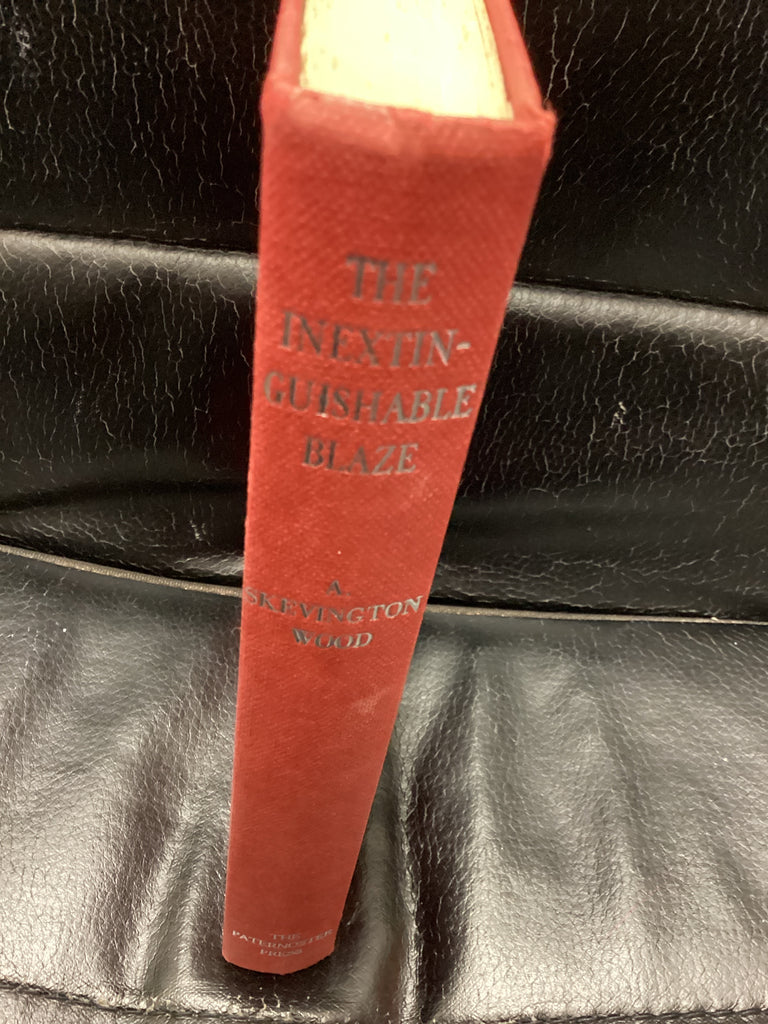 THE
INEXTIN-
GUISHABLE
BLAZE
A.
SKEVINGTON
WOOD
THE
PATERNOSTER
PRESS